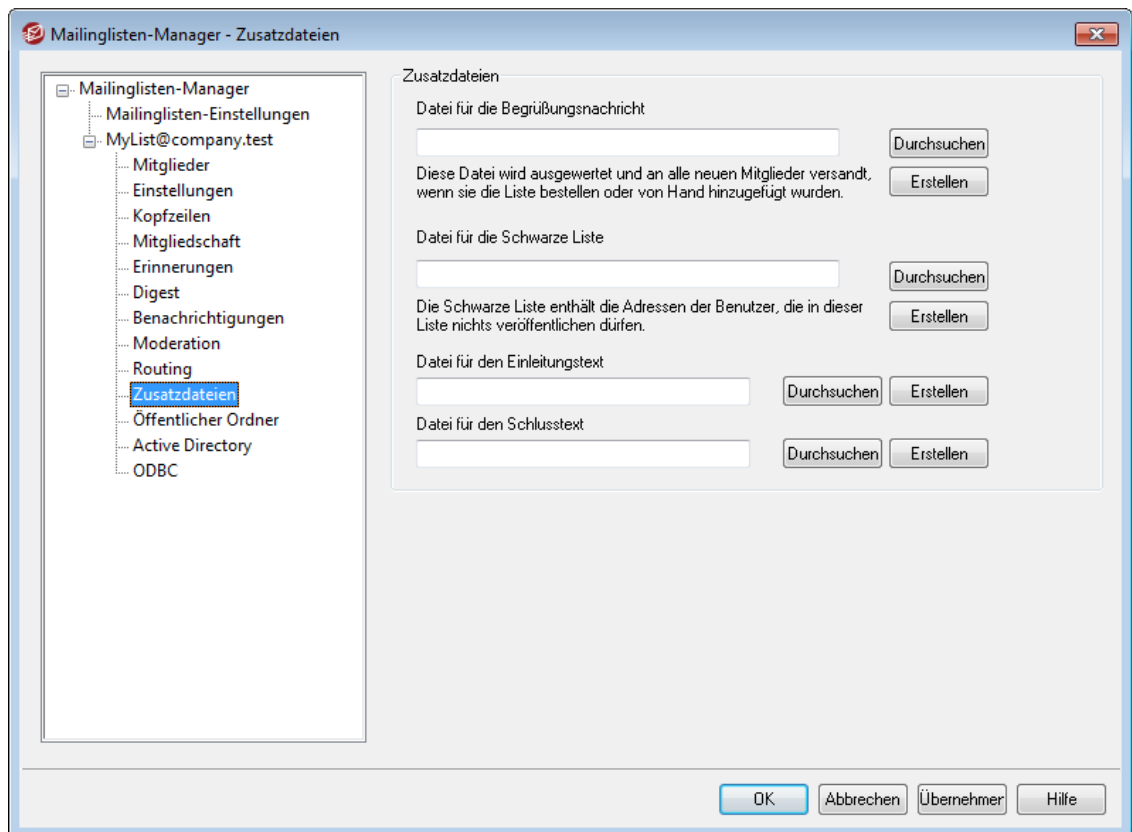 Mailinglisten-Manager - Zusatzdateien
Mailinglisten-Manager
Mailinglisten-Einstellungen
MyList@company.test
Mitglieder
Einstellungen
Kopfzeilen
Mitgliedschaft
Erinnerungen
Digest
Benachrichtigungen
Moderation
Routing
Zusatzdateien
Öffentlicher Ordner
Active Directory
ODBC
Zusatzdateien
Datei für die Begrüßungsnachricht
Durchsuchen
Diese Datei wird ausgewertet und an alle neuen Mitglieder versandt,
wenn sie die Liste bestellen oder von Hand hinzugefügt wurden.
Erstellen
Datei für die Schwarze Liste
Durchsuchen
Die Schwarze Liste enthält die Adressen der Benutzer, die in dieser
Liste nichts veröffentlichen dürfen.
Erstellen
Datei für den Einleitungstext
Durchsuchen Erstellen
Datei für den Schlusstext
Durchsuchen Erstellen
OK Abbrechen Übernehmer Hilfe